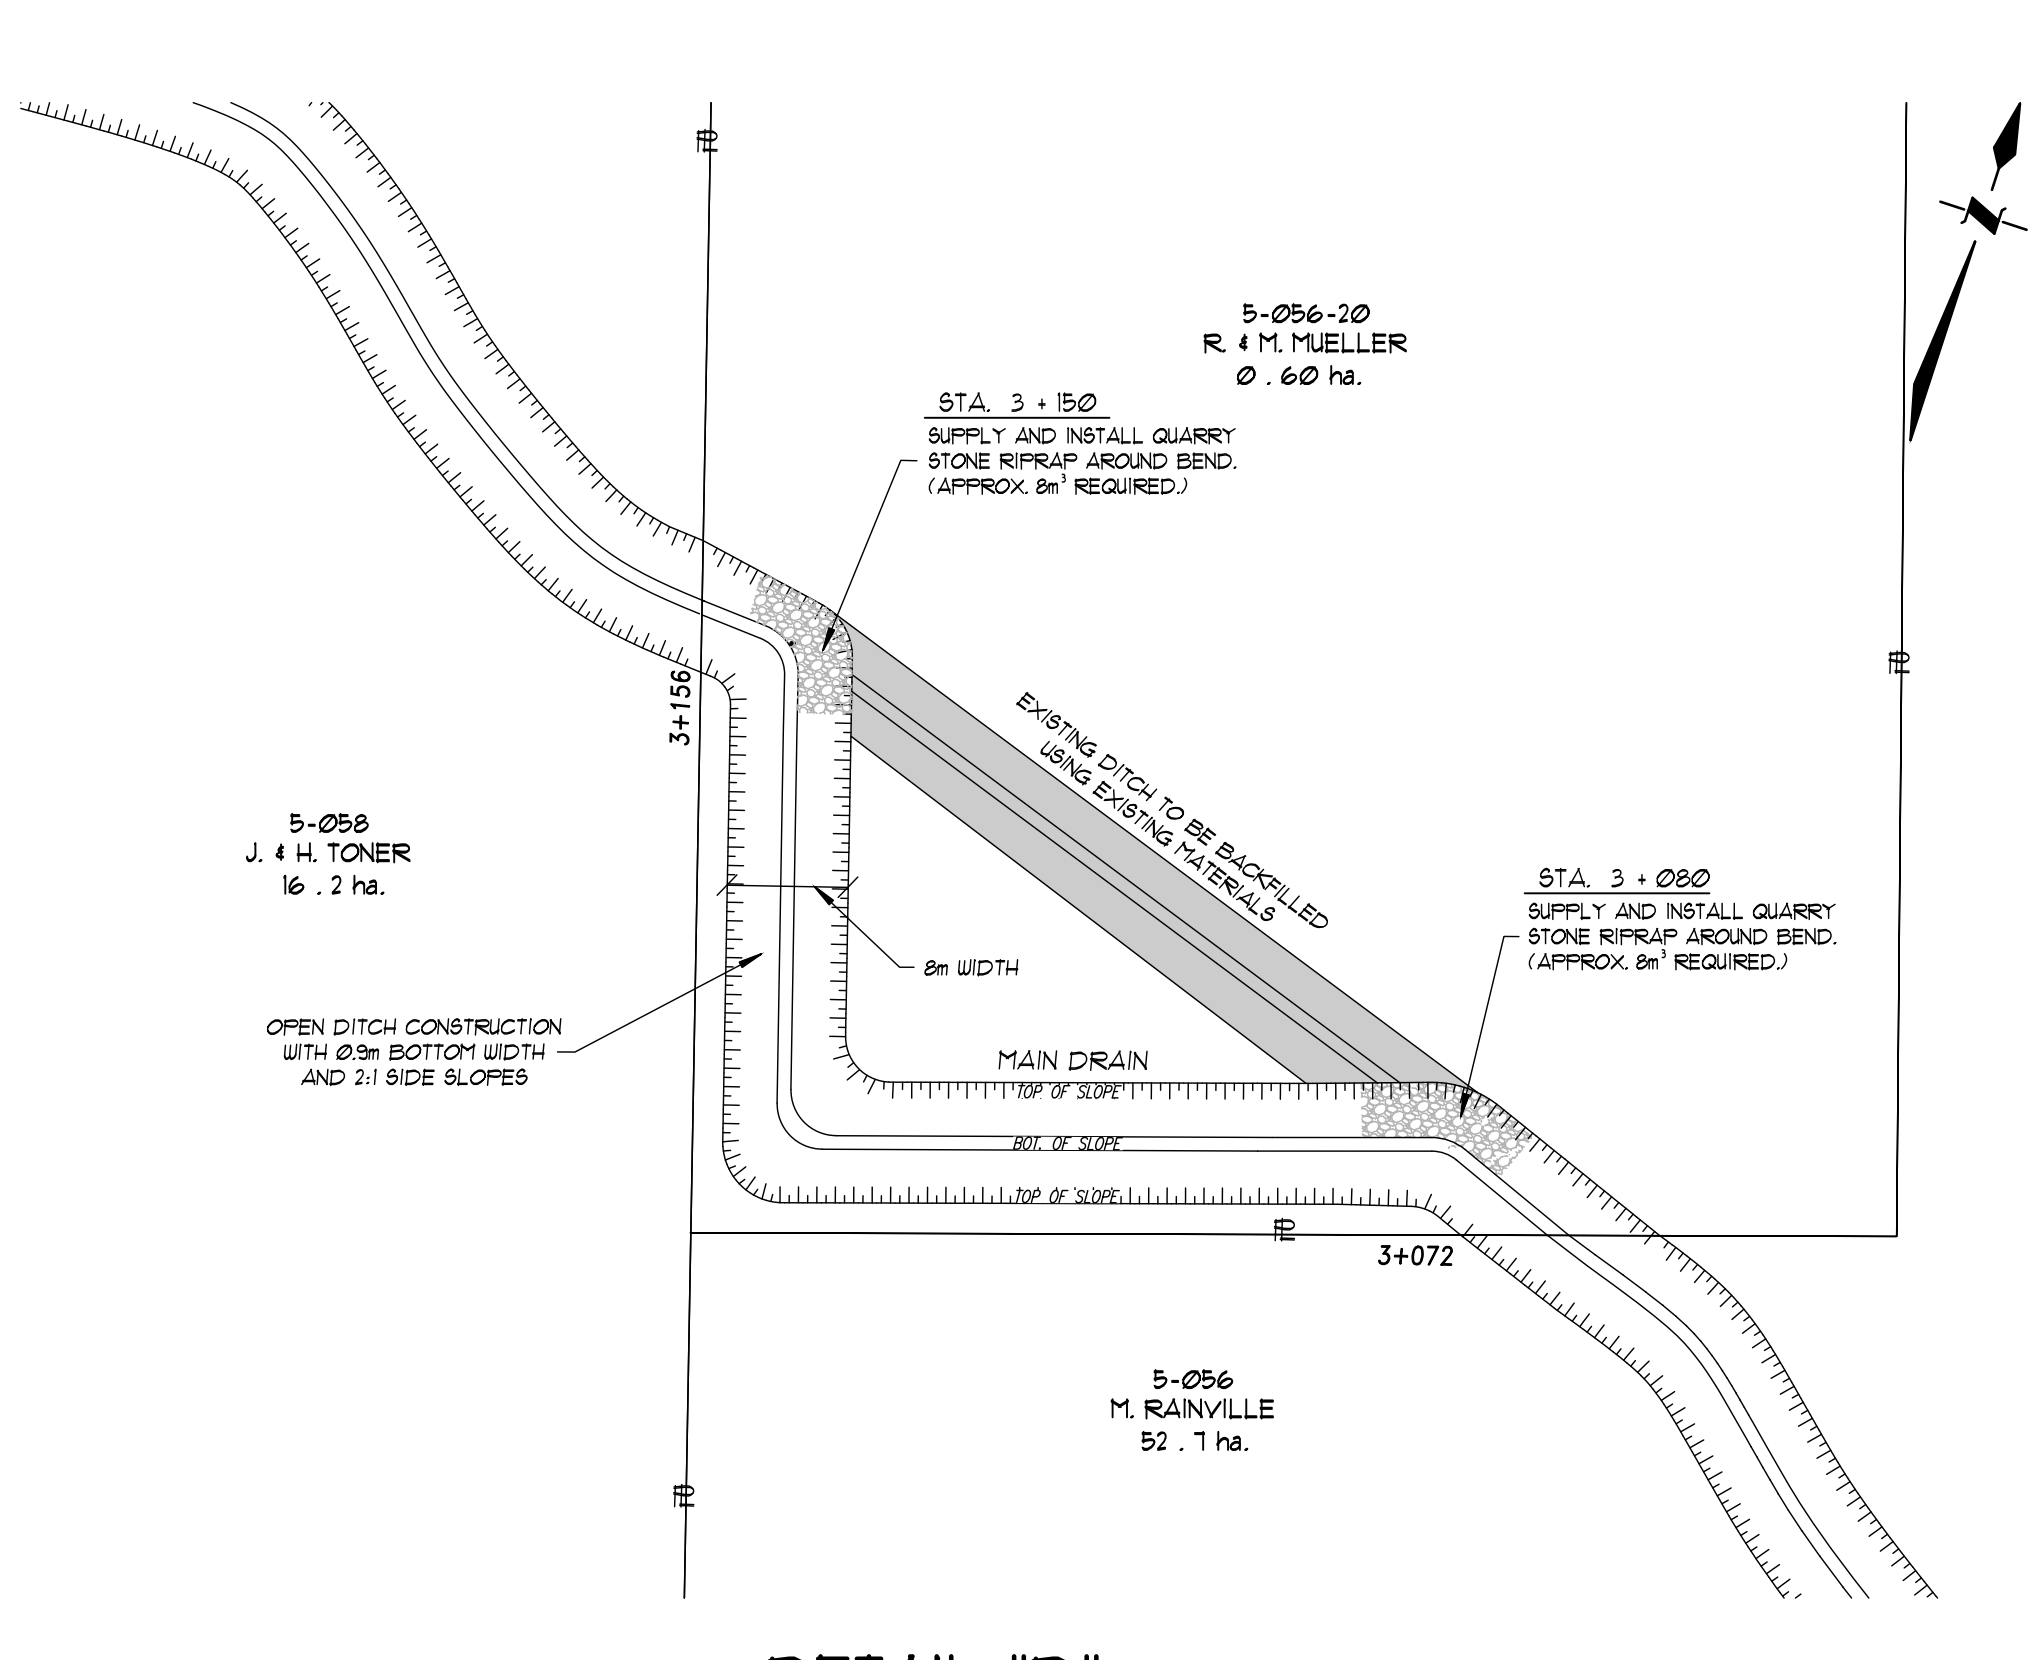 N
5-Ø56-2Ø
R. & M. MUELLER
Ø . 6Ø ha.
STA. 3 + 15Ø
SUPPLY AND INSTALL QUARRY
STONE RIPRAP AROUND BEND.
(APPROX. 8m³ REQUIRED.)
3+156
EXISTING DITCH TO BE BACKFILLED
USING EXISTING MATERIALS
5-Ø58
J. & H. TONER
16 . 2 ha.
STA. 3 + Ø8Ø
SUPPLY AND INSTALL QUARRY
STONE RIPRAP AROUND BEND.
(APPROX. 8m³ REQUIRED.)
8m WIDTH
OPEN DITCH CONSTRUCTION
WITH Ø.9m BOTTOM WIDTH
AND 2:1 SIDE SLOPES
MAIN DRAIN
TOP OF SLOPE
BOT. OF SLOPE
TOP OF SLOPE
3+072
5-Ø56
M. RAINVILLE
52 . 7 ha.